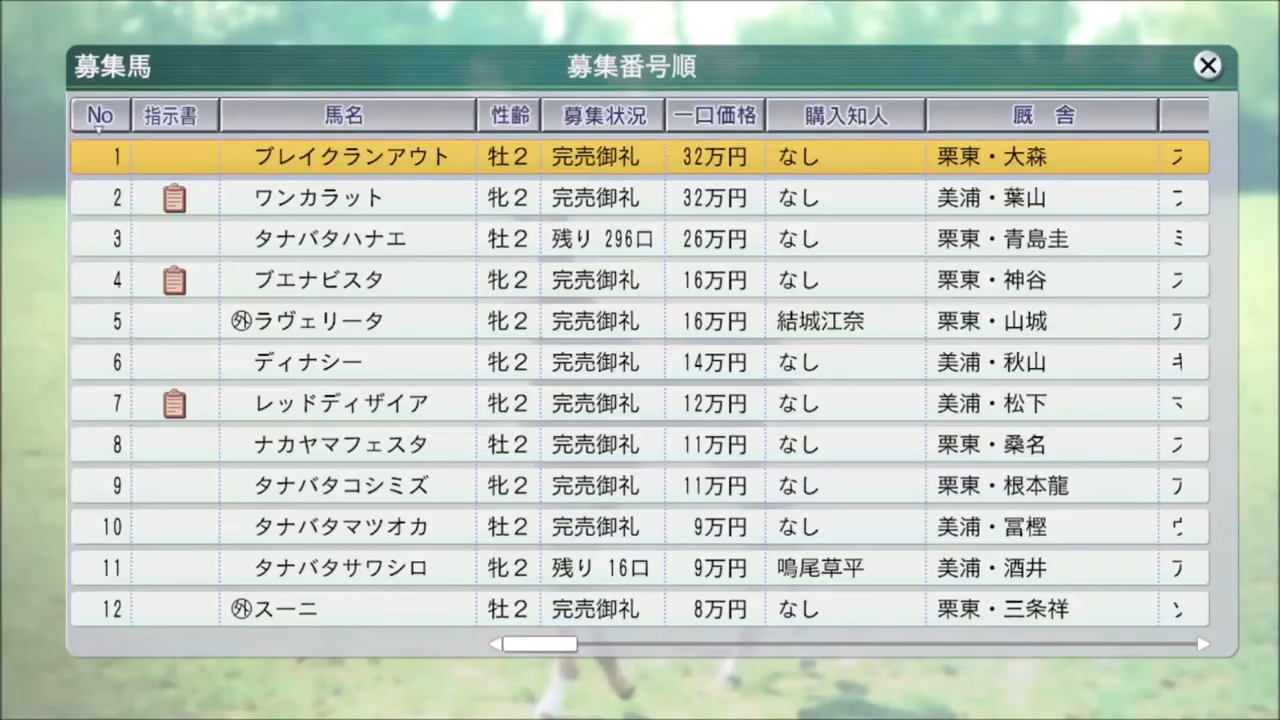 募集馬 募集番号順
No 指示書 馬名 性齢 募集状況 一口価格 購入知人 厩 舎
1 ブレイクランアウト 牡2 完売御礼 32万円 なし 栗東・大森
2 ワンカラット 牝2 完売御礼 32万円 なし 美浦・葉山
3 タナバタハナエ 牡2 残り 296口 26万円 なし 栗東・青島圭
4 ブエナビスタ 牝2 完売御礼 16万円 なし 栗東・神谷
5 ㊕ラヴェリータ 牝2 完売御礼 16万円 結城江奈 栗東・山城
6 ディナシー 牝2 完売御礼 14万円 なし 美浦・秋山
7 レッドディザイア 牝2 完売御礼 12万円 なし 美浦・松下
8 ナカヤマフェスタ 牡2 完売御礼 11万円 なし 栗東・桑名
9 タナバタコシミズ 牝2 完売御礼 11万円 なし 栗東・根本龍
10 タナバタマツオカ 牡2 完売御礼 9万円 なし 美浦・冨樫
11 タナバタサワシロ 牝2 残り 16口 9万円 鳴尾草平 美浦・酒井
12 外スーニ 牡2 完売御礼 8万円 なし 栗東・三条祥